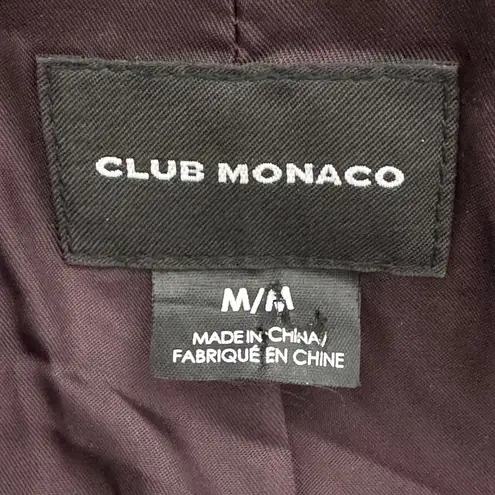 CLUB MONACO
M/M
MADE IN CHINA/
FABRIQUÉ EN CHINE